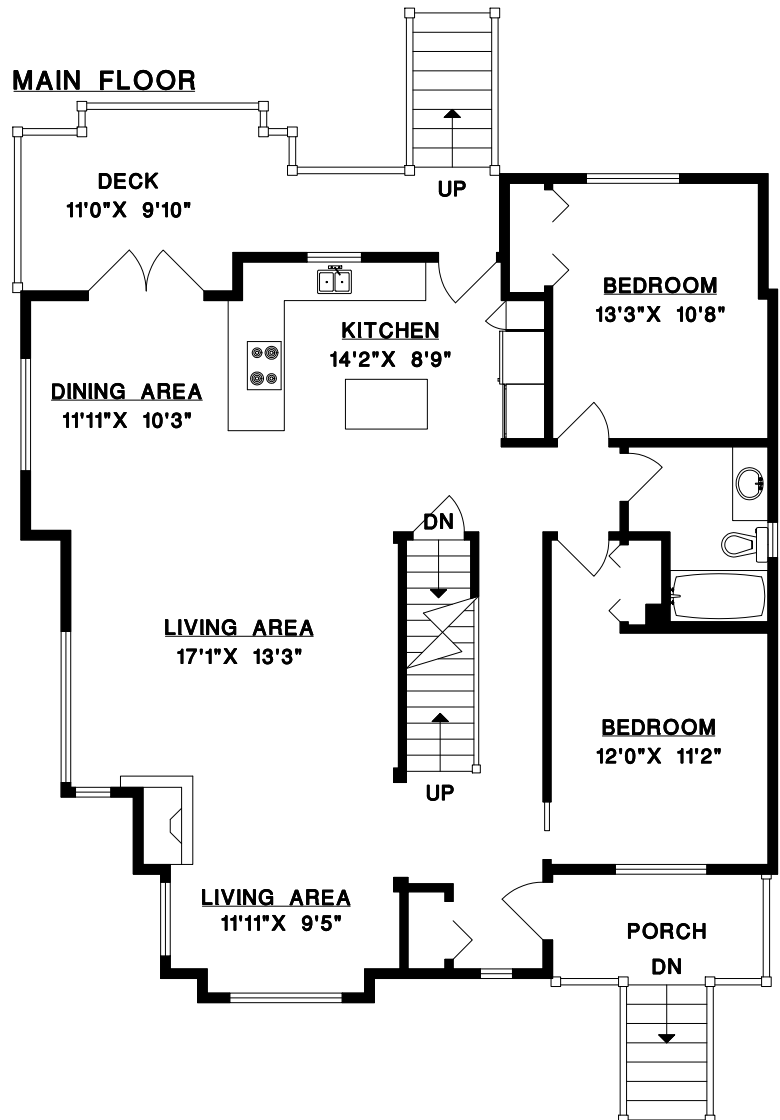 MAIN FLOOR
DECK
11'0"X 9'10"
UP
BEDROOM
13'3"X 10'8"
KITCHEN
14'2"X 8'9"
DINING AREA
11'11"X 10'3"
DN
LIVING AREA
17'1"X 13'3"
BEDROOM
12'0"X 11'2"
UP
LIVING AREA
11'11"X 9'5"
PORCH
DN